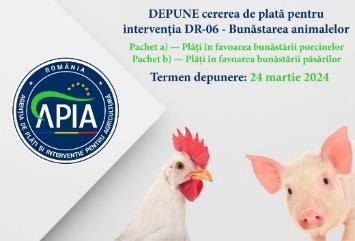 DEPUNE cererea de plată pentru
intervenția DR-06 - Bunăstarea animalelor
Pachet a) — Plăți în favoarea bunăstării porcinelor
Pachet b) — Plăți în favoarea bunăstării păsărilor
Termen depunere: 24 martie 2024
ROMÂNIA
APIA
AGENȚIA DE PLĂȚI ȘI INTERVENȚIE PENTRU AGRICULTURĂ